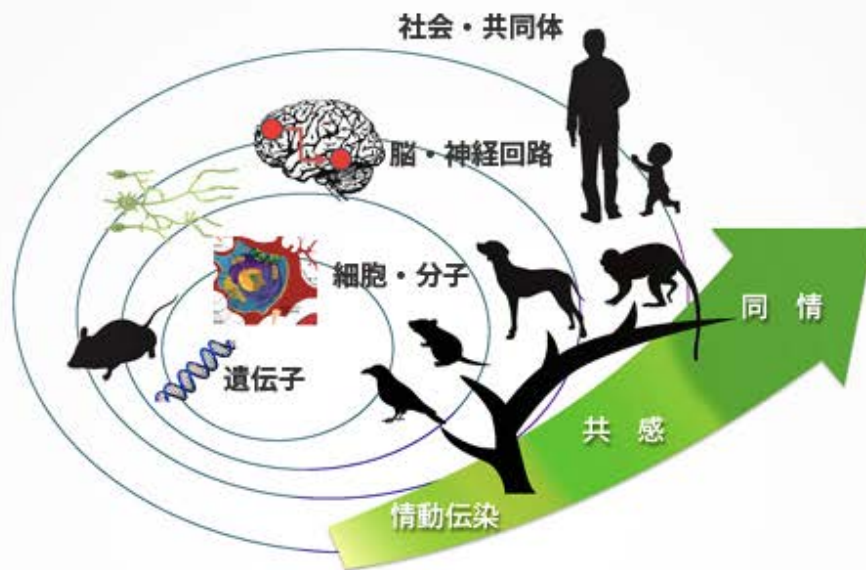 社会・共同体
脳・神経回路
細胞・分子
遺伝子
同 情
共 感
情動伝染